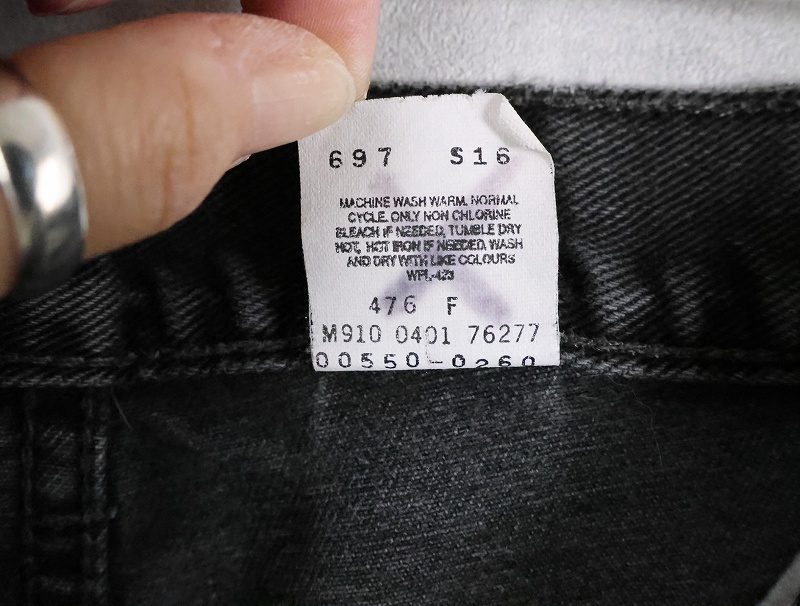 697 S16
MACHINE WASH WARM, NORMAL
CYCLE. ONLY NON CHLORINE
BLEACH IF NEEDED, TUMBLE DRY
HOT, HOT IRON IF NEEDED. WASH
AND DRY WITH LIKE COLOURS
WPL-423
476 F
M910 0401 76277
00550-0260